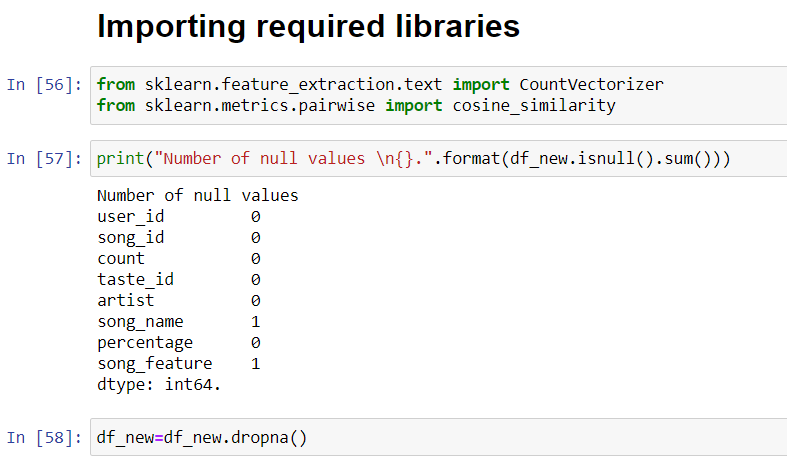 Importing required libraries
In [56]: from sklearn.feature_extraction.text import CountVectorizer
from sklearn.metrics.pairwise import cosine_similarity
In [57]: print("Number of null values \n{}.".format(df_new.isnull().sum()))
Number of null values
user_id 0
song_id 0
count 0
taste_id 0
artist 0
song_name 1
percentage 0
song_feature 1
dtype: int64.
In [58]: df_new=df_new.dropna()